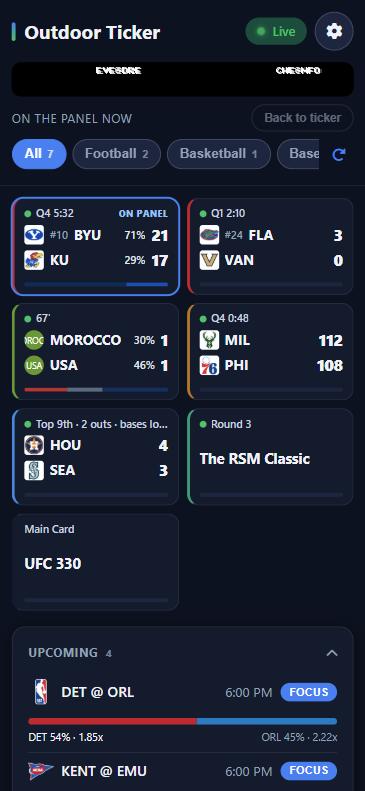 Outdoor Ticker
Live
ON THE PANEL NOW
Back to ticker
All 7
Football 2
Basketball 1
Base
Q4 5:32
ON PANEL
#10 BYU 71% 21
KU 29% 17
Q1 2:10
#24 FLA 3
VAN 0
67'
MOROCCO 30% 1
USA USA 46% 1
Q4 0:48
MIL 112
76 PHI 108
Top 9th · 2 outs · bases lo...
HOU 4
SEA 3
Round 3
The RSM Classic
Main Card
UFC 330
UPCOMING 4
DET @ ORL 6:00 PM FOCUS
DET 54% · 1.85x
ORL 45% · 2.22x
KENT @ EMU 6:00 PM FOCUS